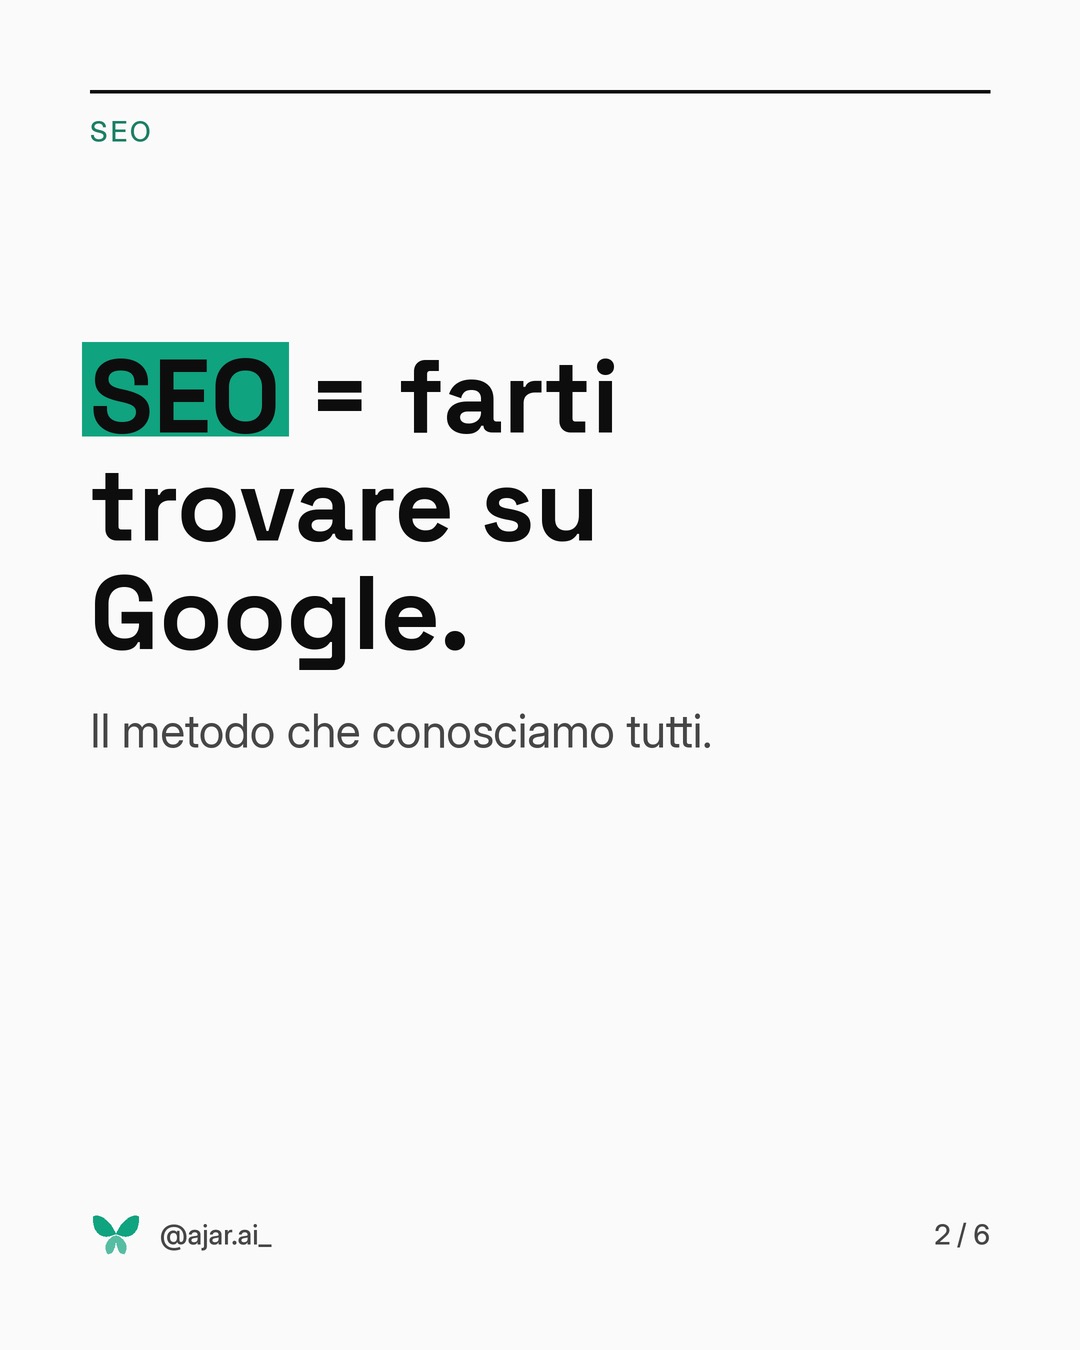 SEO
SEO = farti
trovare su
Google.
Il metodo che conosciamo tutti.
@ajar.ai_
2 / 6